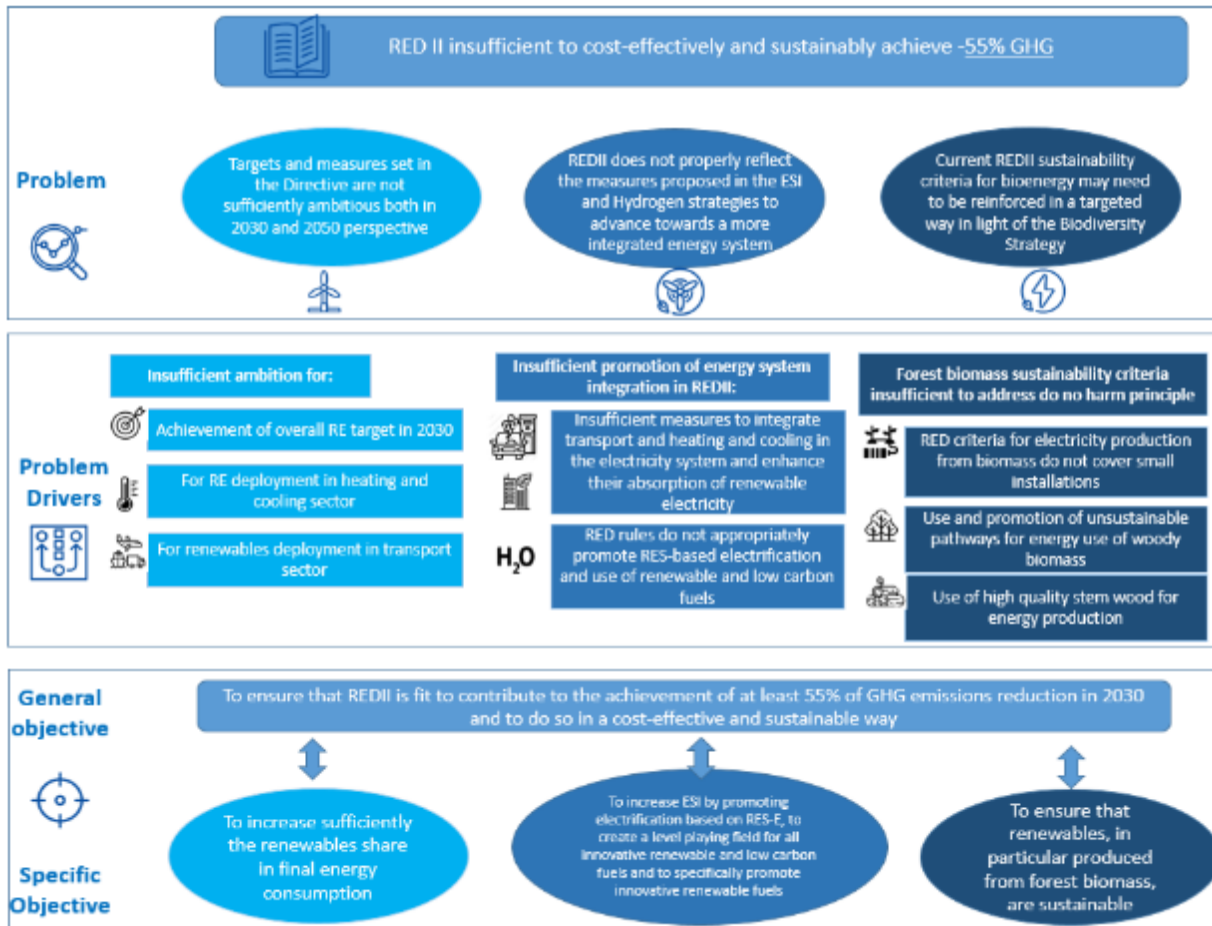 RED II insufficient to cost-effectively and sustainably achieve -55% GHG
Problem
Targets and measures set in
the Directive are not
sufficiently ambitious both in
2030 and 2050 perspective
REDII does not properly reflect
the measures proposed in the ESI
and Hydrogen strategies to
advance towards a more
integrated energy system
Current REDII sustainability
criteria for bioenergy may need
to be reinforced in a targeted
way in light of the Biodiversity
Strategy
Problem
Drivers
Insufficient ambition for:
Achievement of overall RE target in 2030
For RE deployment in heating and
cooling sector
For renewables deployment in transport
sector
Insufficient promotion of energy system
integration in REDII:
Insufficient measures to integrate
transport and heating and cooling in
the electricity system and enhance
their absorption of renewable
electricity
H₂O
RED rules do not appropriately
promote RES-based electrification
and use of renewable and low carbon
fuels
Forest biomass sustainability criteria
insufficient to address do no harm principle
RED criteria for electricity production
from biomass do not cover small
installations
Use and promotion of unsustainable
pathways for energy use of woody
biomass
Use of high quality stem wood for
energy production
General
objective
To ensure that REDII is fit to contribute to the achievement of at least 55% of GHG emissions reduction in 2030
and to do so in a cost-effective and sustainable way
Specific
Objective
To increase sufficiently
the renewables share
in final energy
consumption
To increase ESI by promoting
electrification based on RES-E, to
create a level playing field for all
innovative renewable and low carbon
fuels and to specifically promote
innovative renewable fuels
To ensure that
renewables, in
particular produced
from forest biomass,
are sustainable